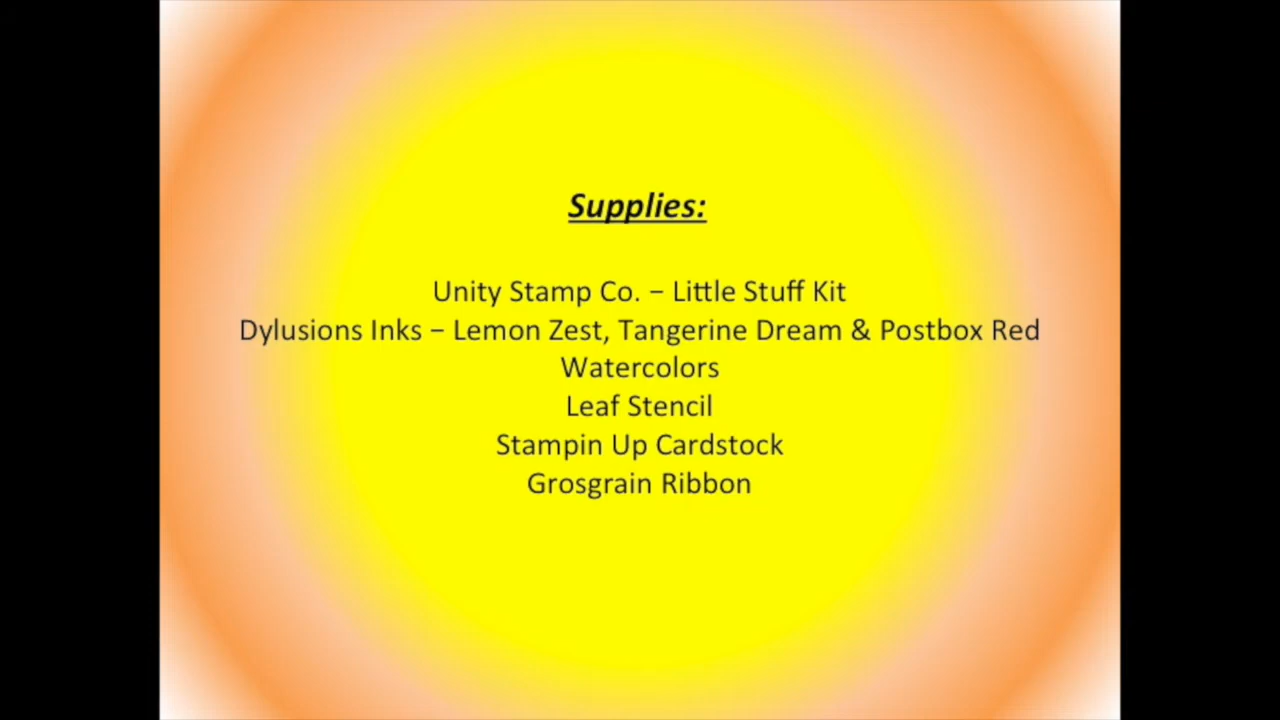 Supplies:
Unity Stamp Co. – Little Stuff Kit
Dylusions Inks – Lemon Zest, Tangerine Dream & Postbox Red
Watercolors
Leaf Stencil
Stampin Up Cardstock
Grosgrain Ribbon